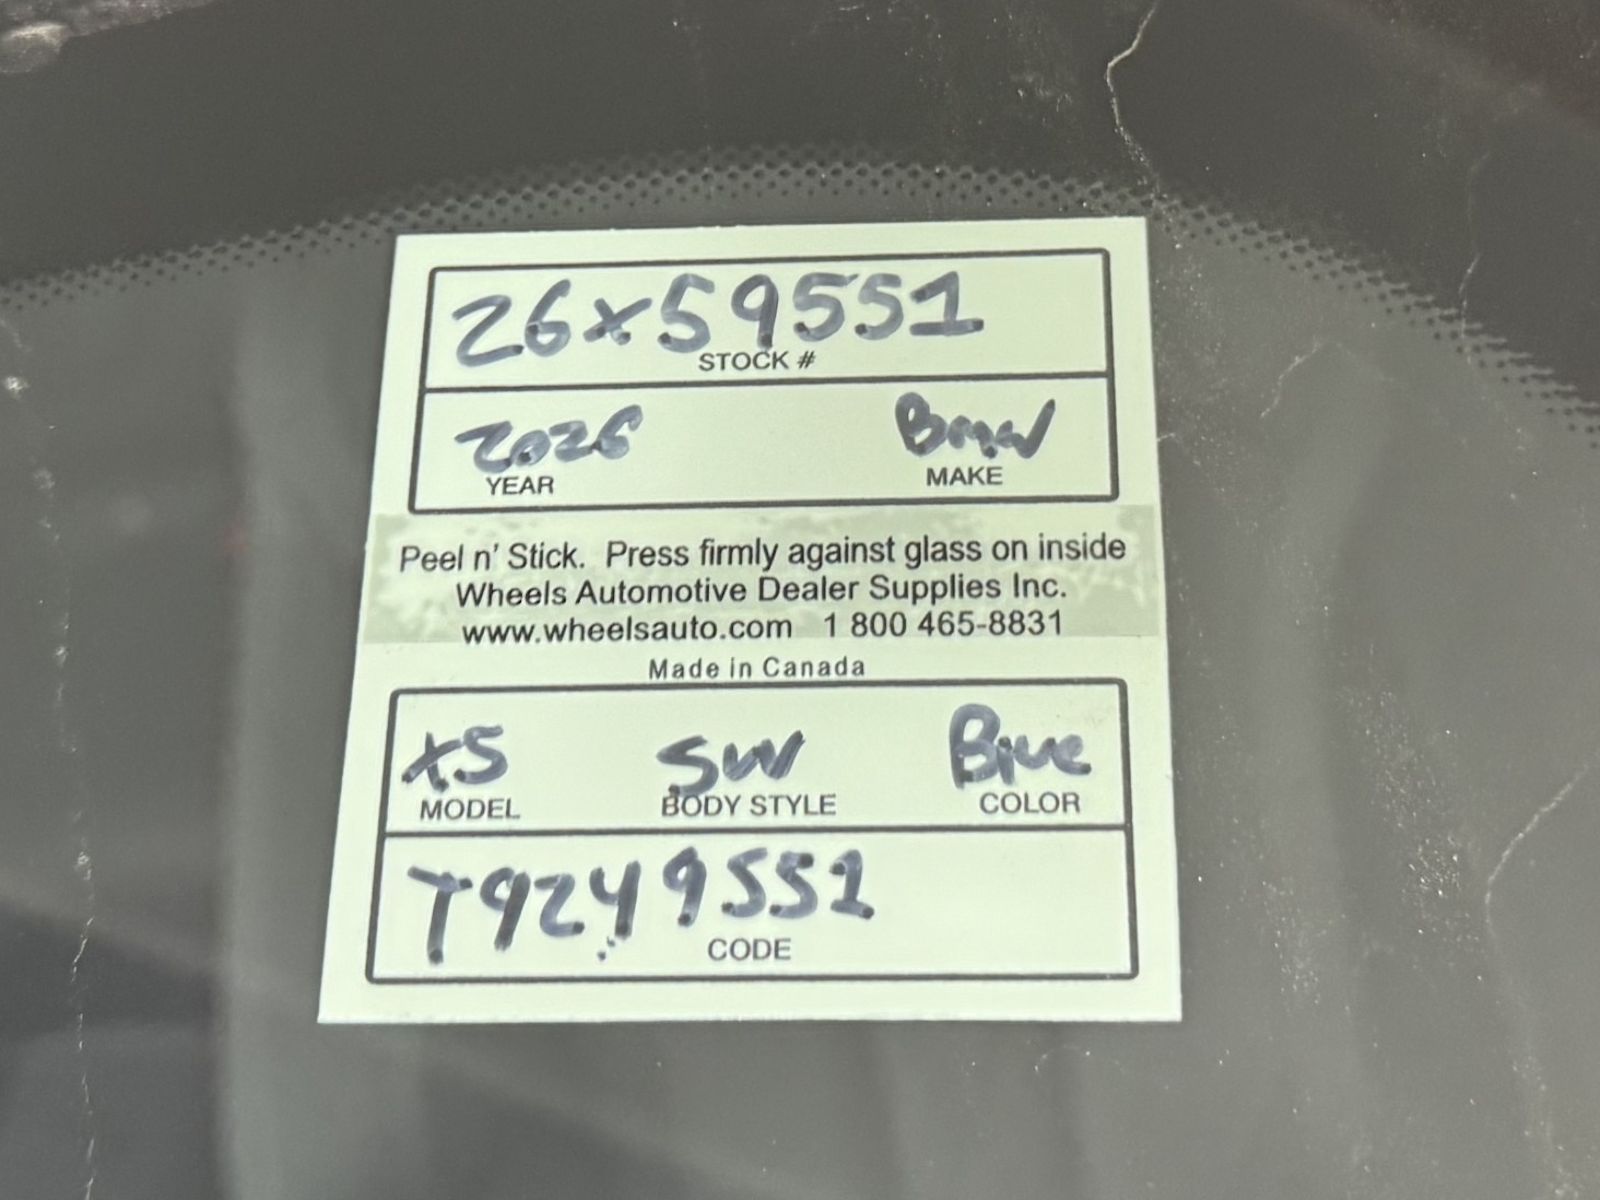 26x59551
STOCK #
2026 BMW
YEAR MAKE
Peel n' Stick. Press firmly against glass on inside
Wheels Automotive Dealer Supplies Inc.
www.wheelsauto.com 1 800 465-8831
Made in Canada
X5 SUV Blue
MODEL BODY STYLE COLOR
T9Z49551
CODE